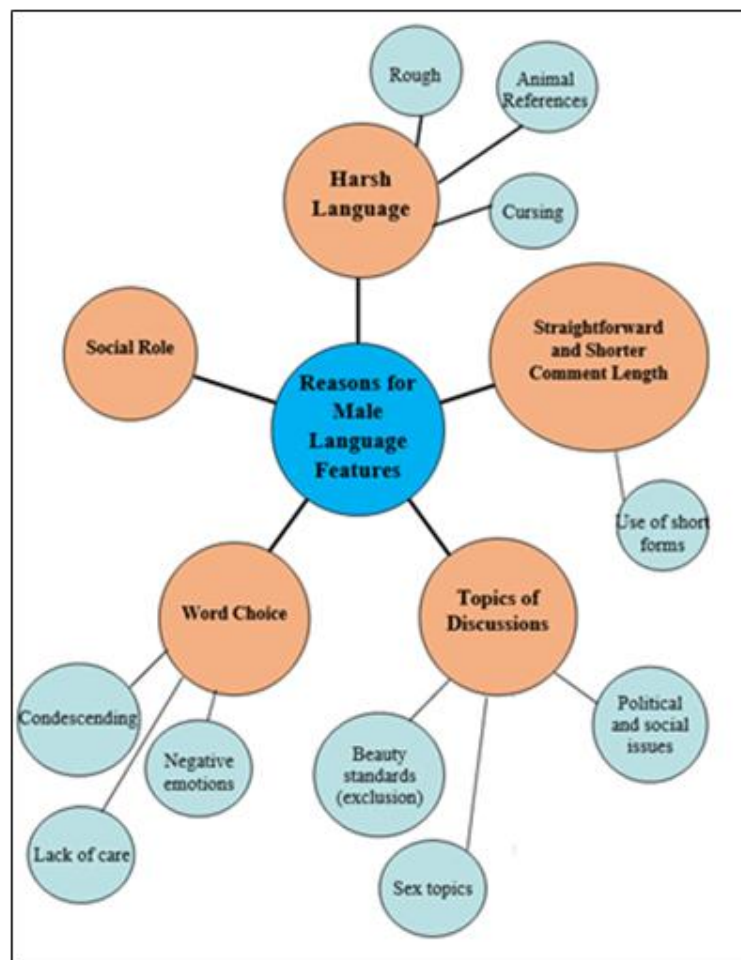 Rough
Animal
References
Harsh
Language
Cursing
Straightforward
and Shorter
Comment Length
Social Role
Reasons for
Male
Language
Features
Use of short
forms
Word Choice
Topics of
Discussions
Condescending
Negative
emotions
Lack of care
Beauty
standards
(exclusion)
Political
and social
issues
Sex topics